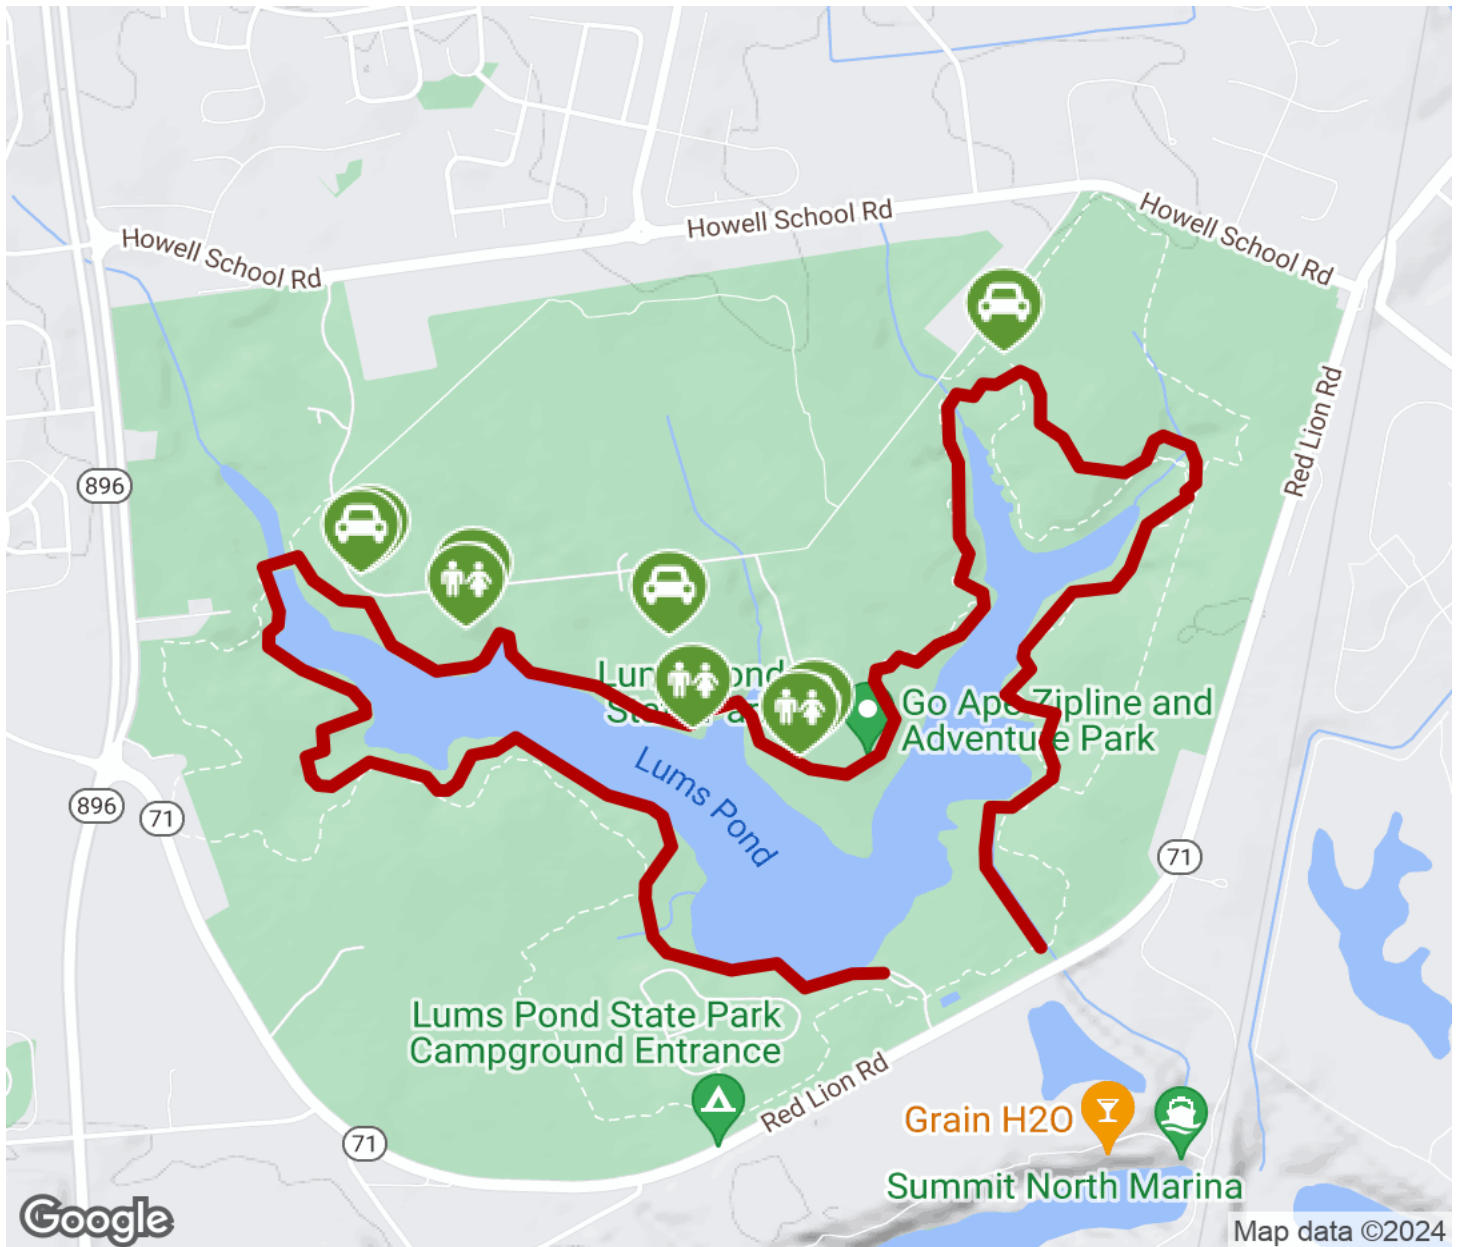 Howell School Rd
Howell School Rd
Howell School Rd
Red Lion Rd
896
Go Ape Zipline and
Adventure Park
Lums Pond
896
71
71
Lums Pond State Park
Campground Entrance
Red Lion Rd
Grain H2O
71
Summit North Marina
Google
Map data ©2024